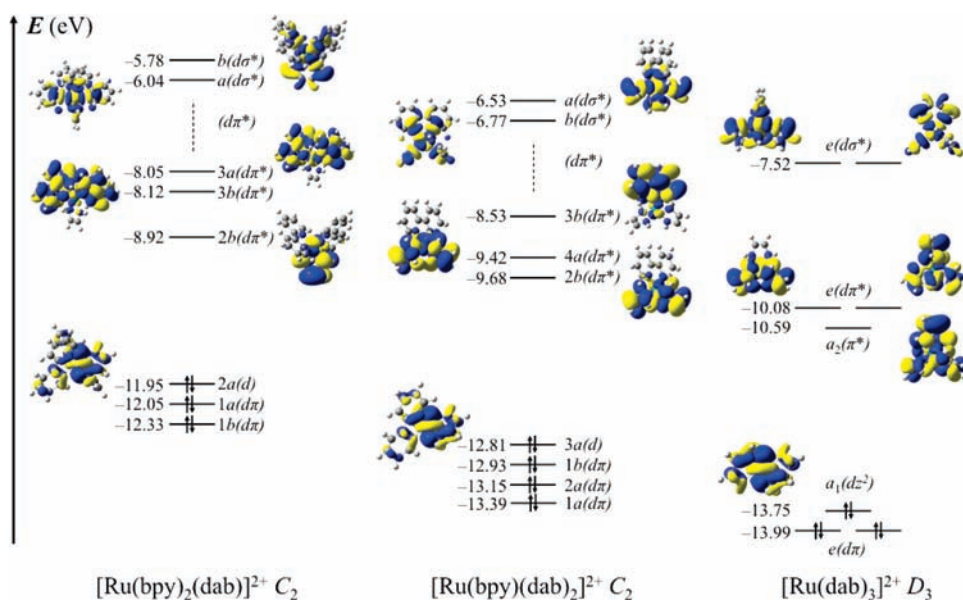 E (eV)
−5.78 b(dσ*)
−6.04 a(dσ*)
(dπ*)
−8.05 3a(dπ*)
−8.12 3b(dπ*)
−8.92 2b(dπ*)
−11.95 2a(d)
−12.05 1a(dπ)
−12.33 1b(dπ)
[Ru(bpy)₂(dab)]²⁺ C₂
−6.53 a(dσ*)
−6.77 b(dσ*)
(dπ*)
−8.53 3b(dπ*)
−9.42 4a(dπ*)
−9.68 2b(dπ*)
−12.81 3a(d)
−12.93 1b(dπ)
−13.15 2a(dπ)
−13.39 1a(dπ)
[Ru(bpy)(dab)₂]²⁺ C₂
e(dσ*)
−7.52
e(dπ*)
−10.08
−10.59
a₂(π*)
a₁(dz²)
−13.75
−13.99
e(dπ)
[Ru(dab)₃]²⁺ D₃